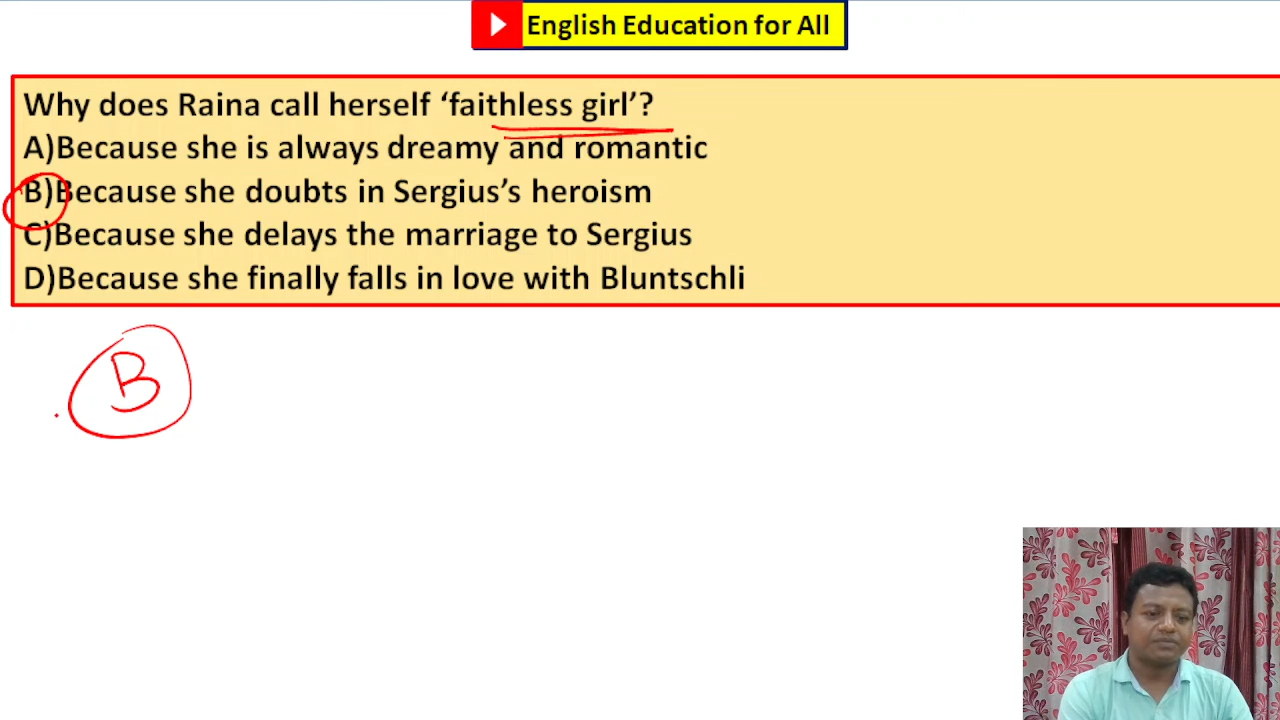 English Education for All
Why does Raina call herself ‘faithless girl’?
A)Because she is always dreamy and romantic
B)Because she doubts in Sergius’s heroism
C)Because she delays the marriage to Sergius
D)Because she finally falls in love with Bluntschli
B